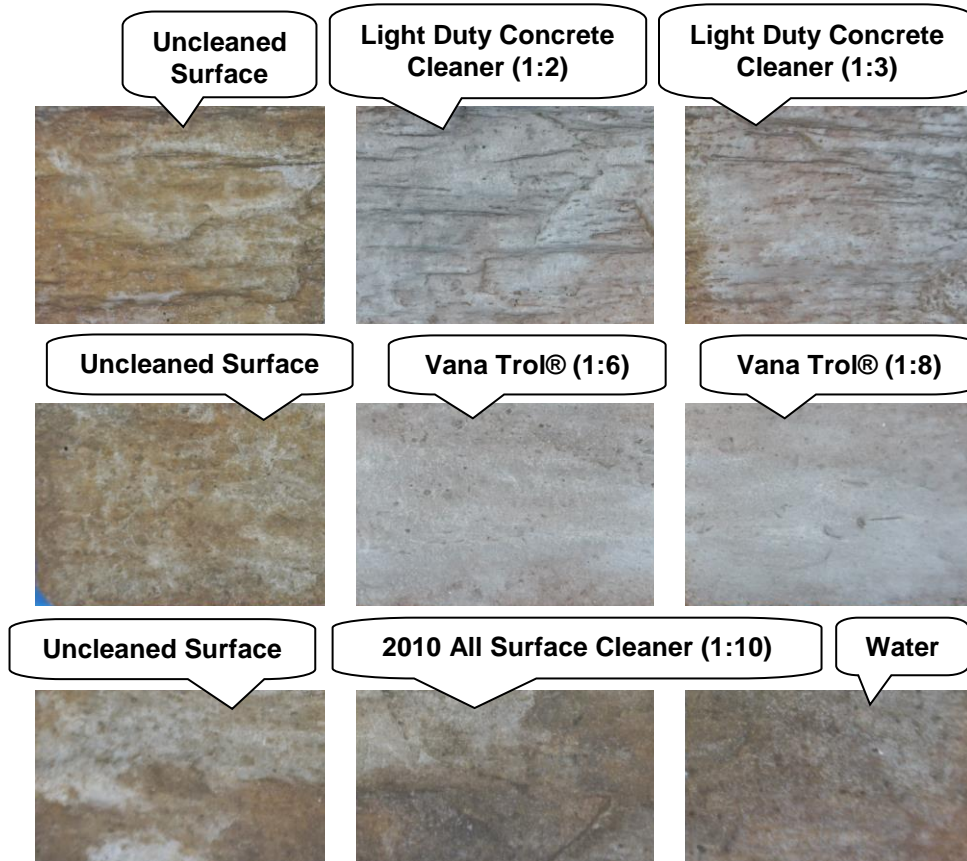 Uncleaned
Surface
Light Duty Concrete
Cleaner (1:2)
Light Duty Concrete
Cleaner (1:3)
Uncleaned Surface
Vana Trol® (1:6)
Vana Trol® (1:8)
Uncleaned Surface
2010 All Surface Cleaner (1:10)
Water